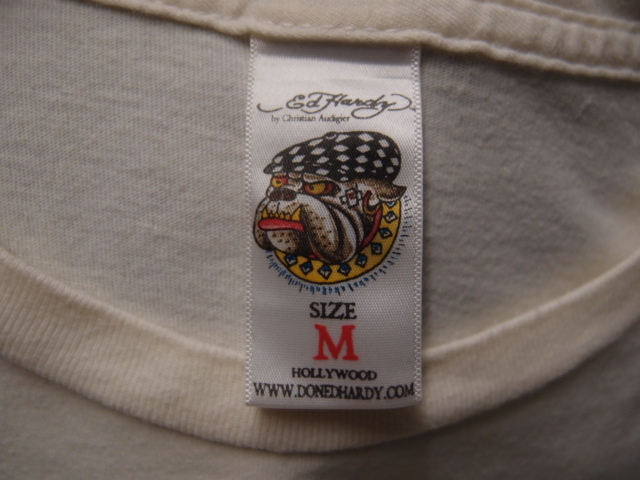 Ed Hardy
by Christian Audigier
SIZE
M
HOLLYWOOD
WWW.DONEDHARDY.COM